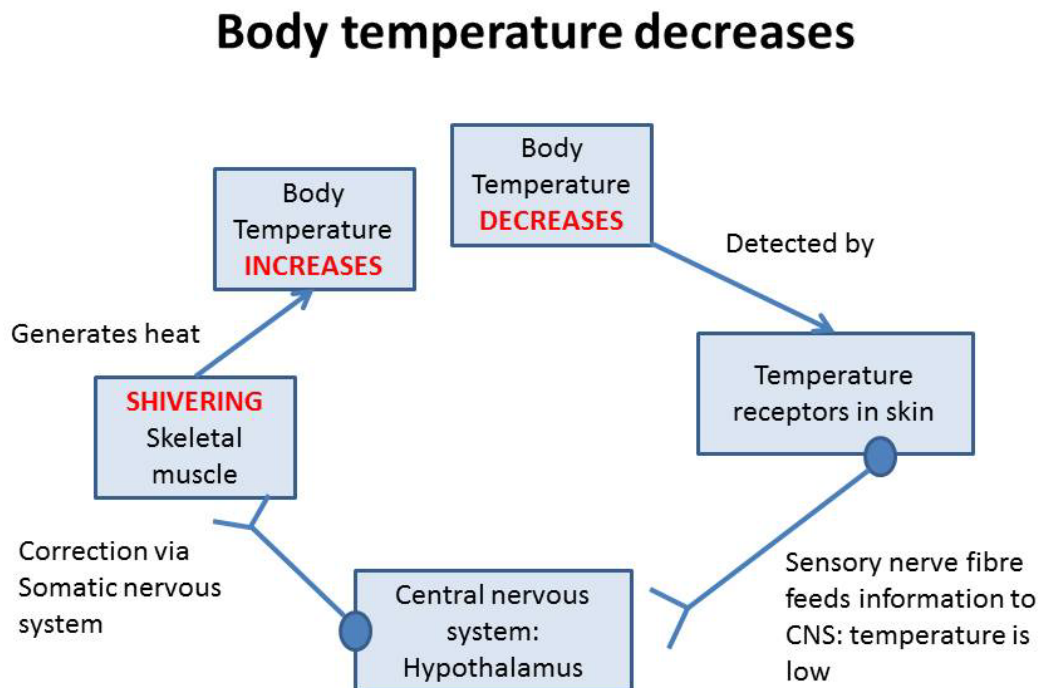 Body temperature decreases
Body
Temperature
DECREASES
Detected by
Temperature
receptors in skin
Sensory nerve fibre
feeds information to
CNS: temperature is
low
Central nervous
system:
Hypothalamus
Correction via
Somatic nervous
system
SHIVERING
Skeletal
muscle
Generates heat
Body
Temperature
INCREASES